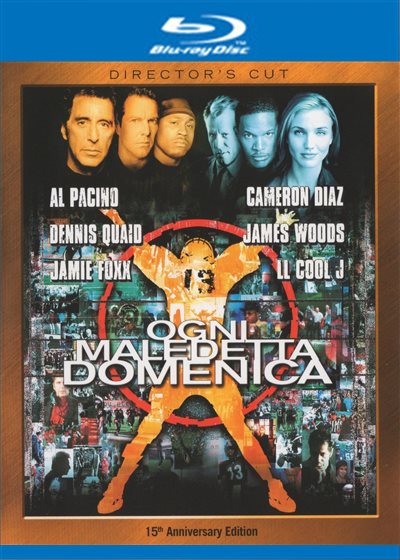 Blu-ray Disc
TM
DIRECTOR'S CUT
AL PACINO
CAMERON DIAZ
DENNIS QUAID
JAMES WOODS
JAMIE FOXX
LL COOL J
OGNI
MALEDETTA
DOMENICA
15th Anniversary Edition